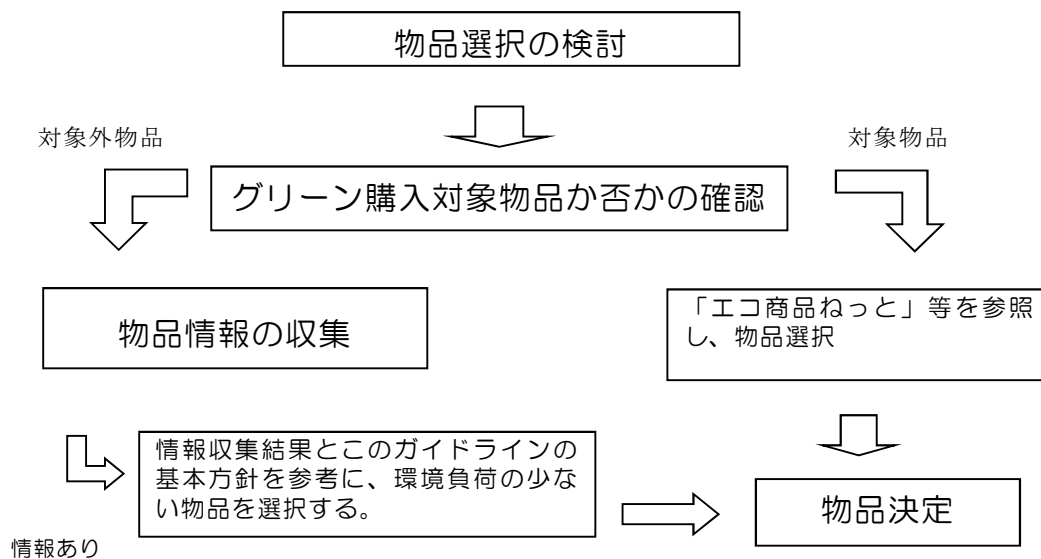 物品選択の検討
対象外物品
対象物品
グリーン購入対象物品か否かの確認
物品情報の収集
「エコ商品ねっと」等を参照
し、物品選択
情報収集結果とこのガイドラインの
基本方針を参考に、環境負荷の少な
い物品を選択する。
物品決定
情報あり